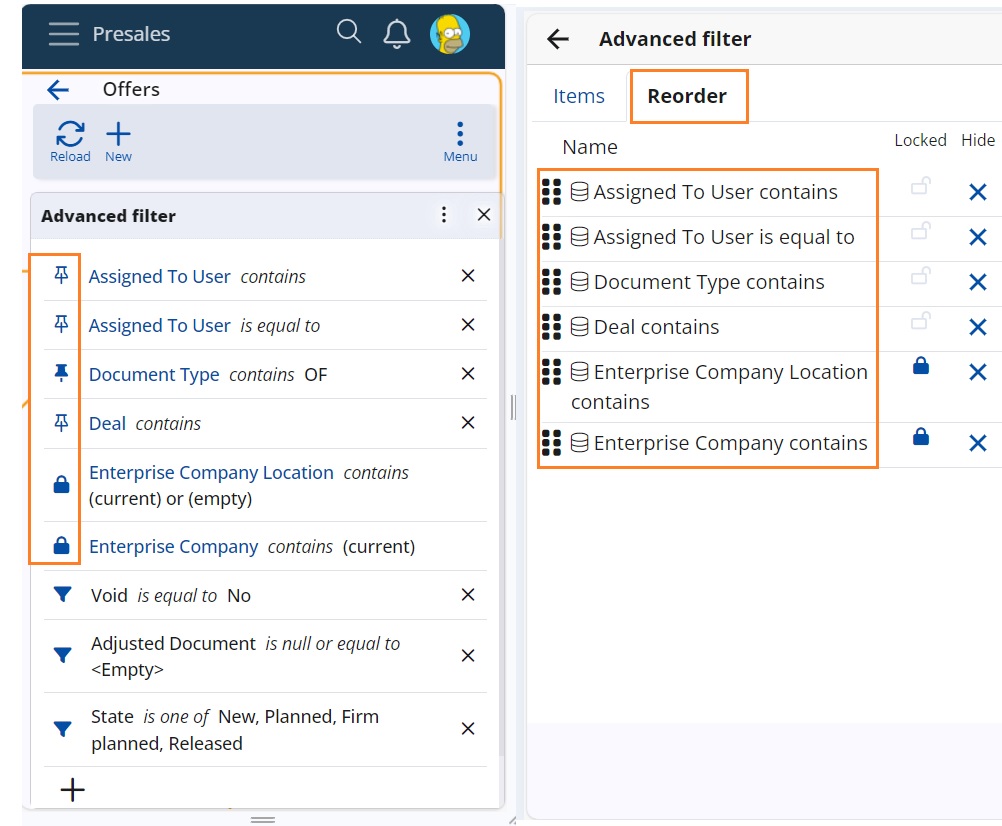 Presales
Offers
Reload
New
Menu
Advanced filter
Assigned To User contains
Assigned To User is equal to
Document Type contains OF
Deal contains
Enterprise Company Location contains
(current) or (empty)
Enterprise Company contains (current)
Void is equal to No
Adjusted Document is null or equal to
<Empty>
State is one of New, Planned, Firm
planned, Released
Advanced filter
Items
Reorder
Name
Locked
Hide
Assigned To User contains
Assigned To User is equal to
Document Type contains
Deal contains
Enterprise Company Location
contains
Enterprise Company contains